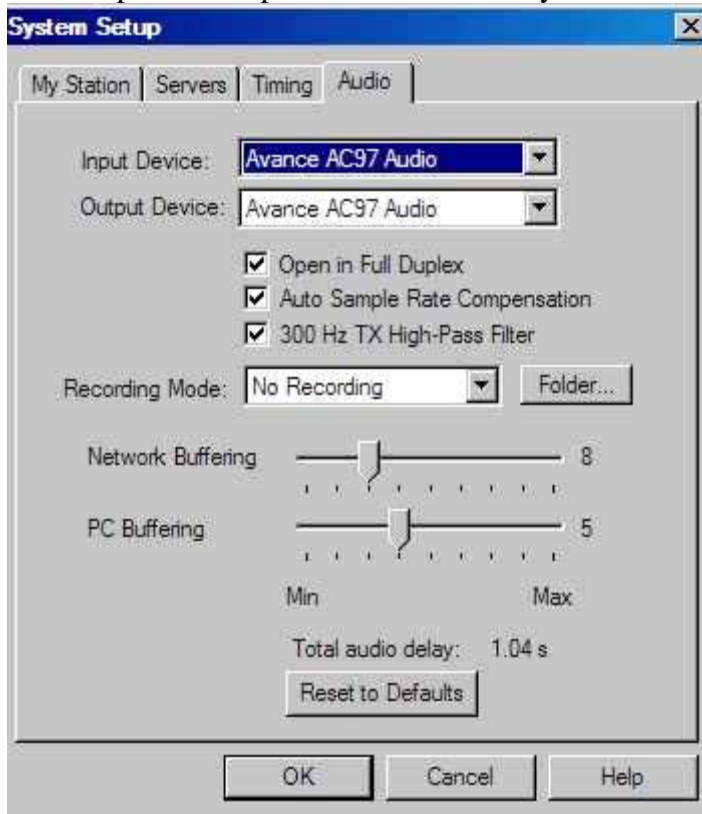 System Setup
My Station Servers Timing Audio
Input Device: Avance AC97 Audio
Output Device: Avance AC97 Audio
Open in Full Duplex
Auto Sample Rate Compensation
300 Hz TX High-Pass Filter
Recording Mode: No Recording Folder...
Network Buffering 8
PC Buffering 5
Min Max
Total audio delay: 1.04 s
Reset to Defaults
OK Cancel Help